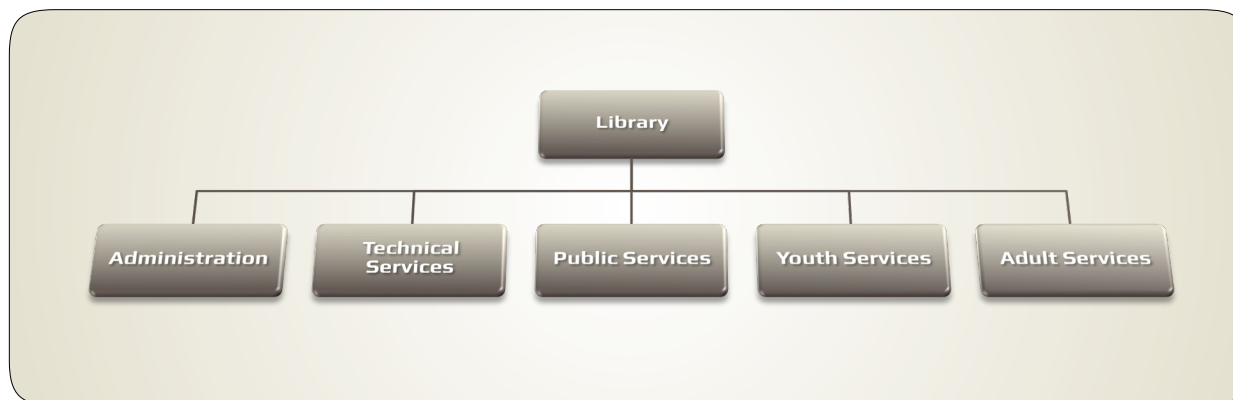 Library
Administration
Technical
Services
Public Services
Youth Services
Adult Services